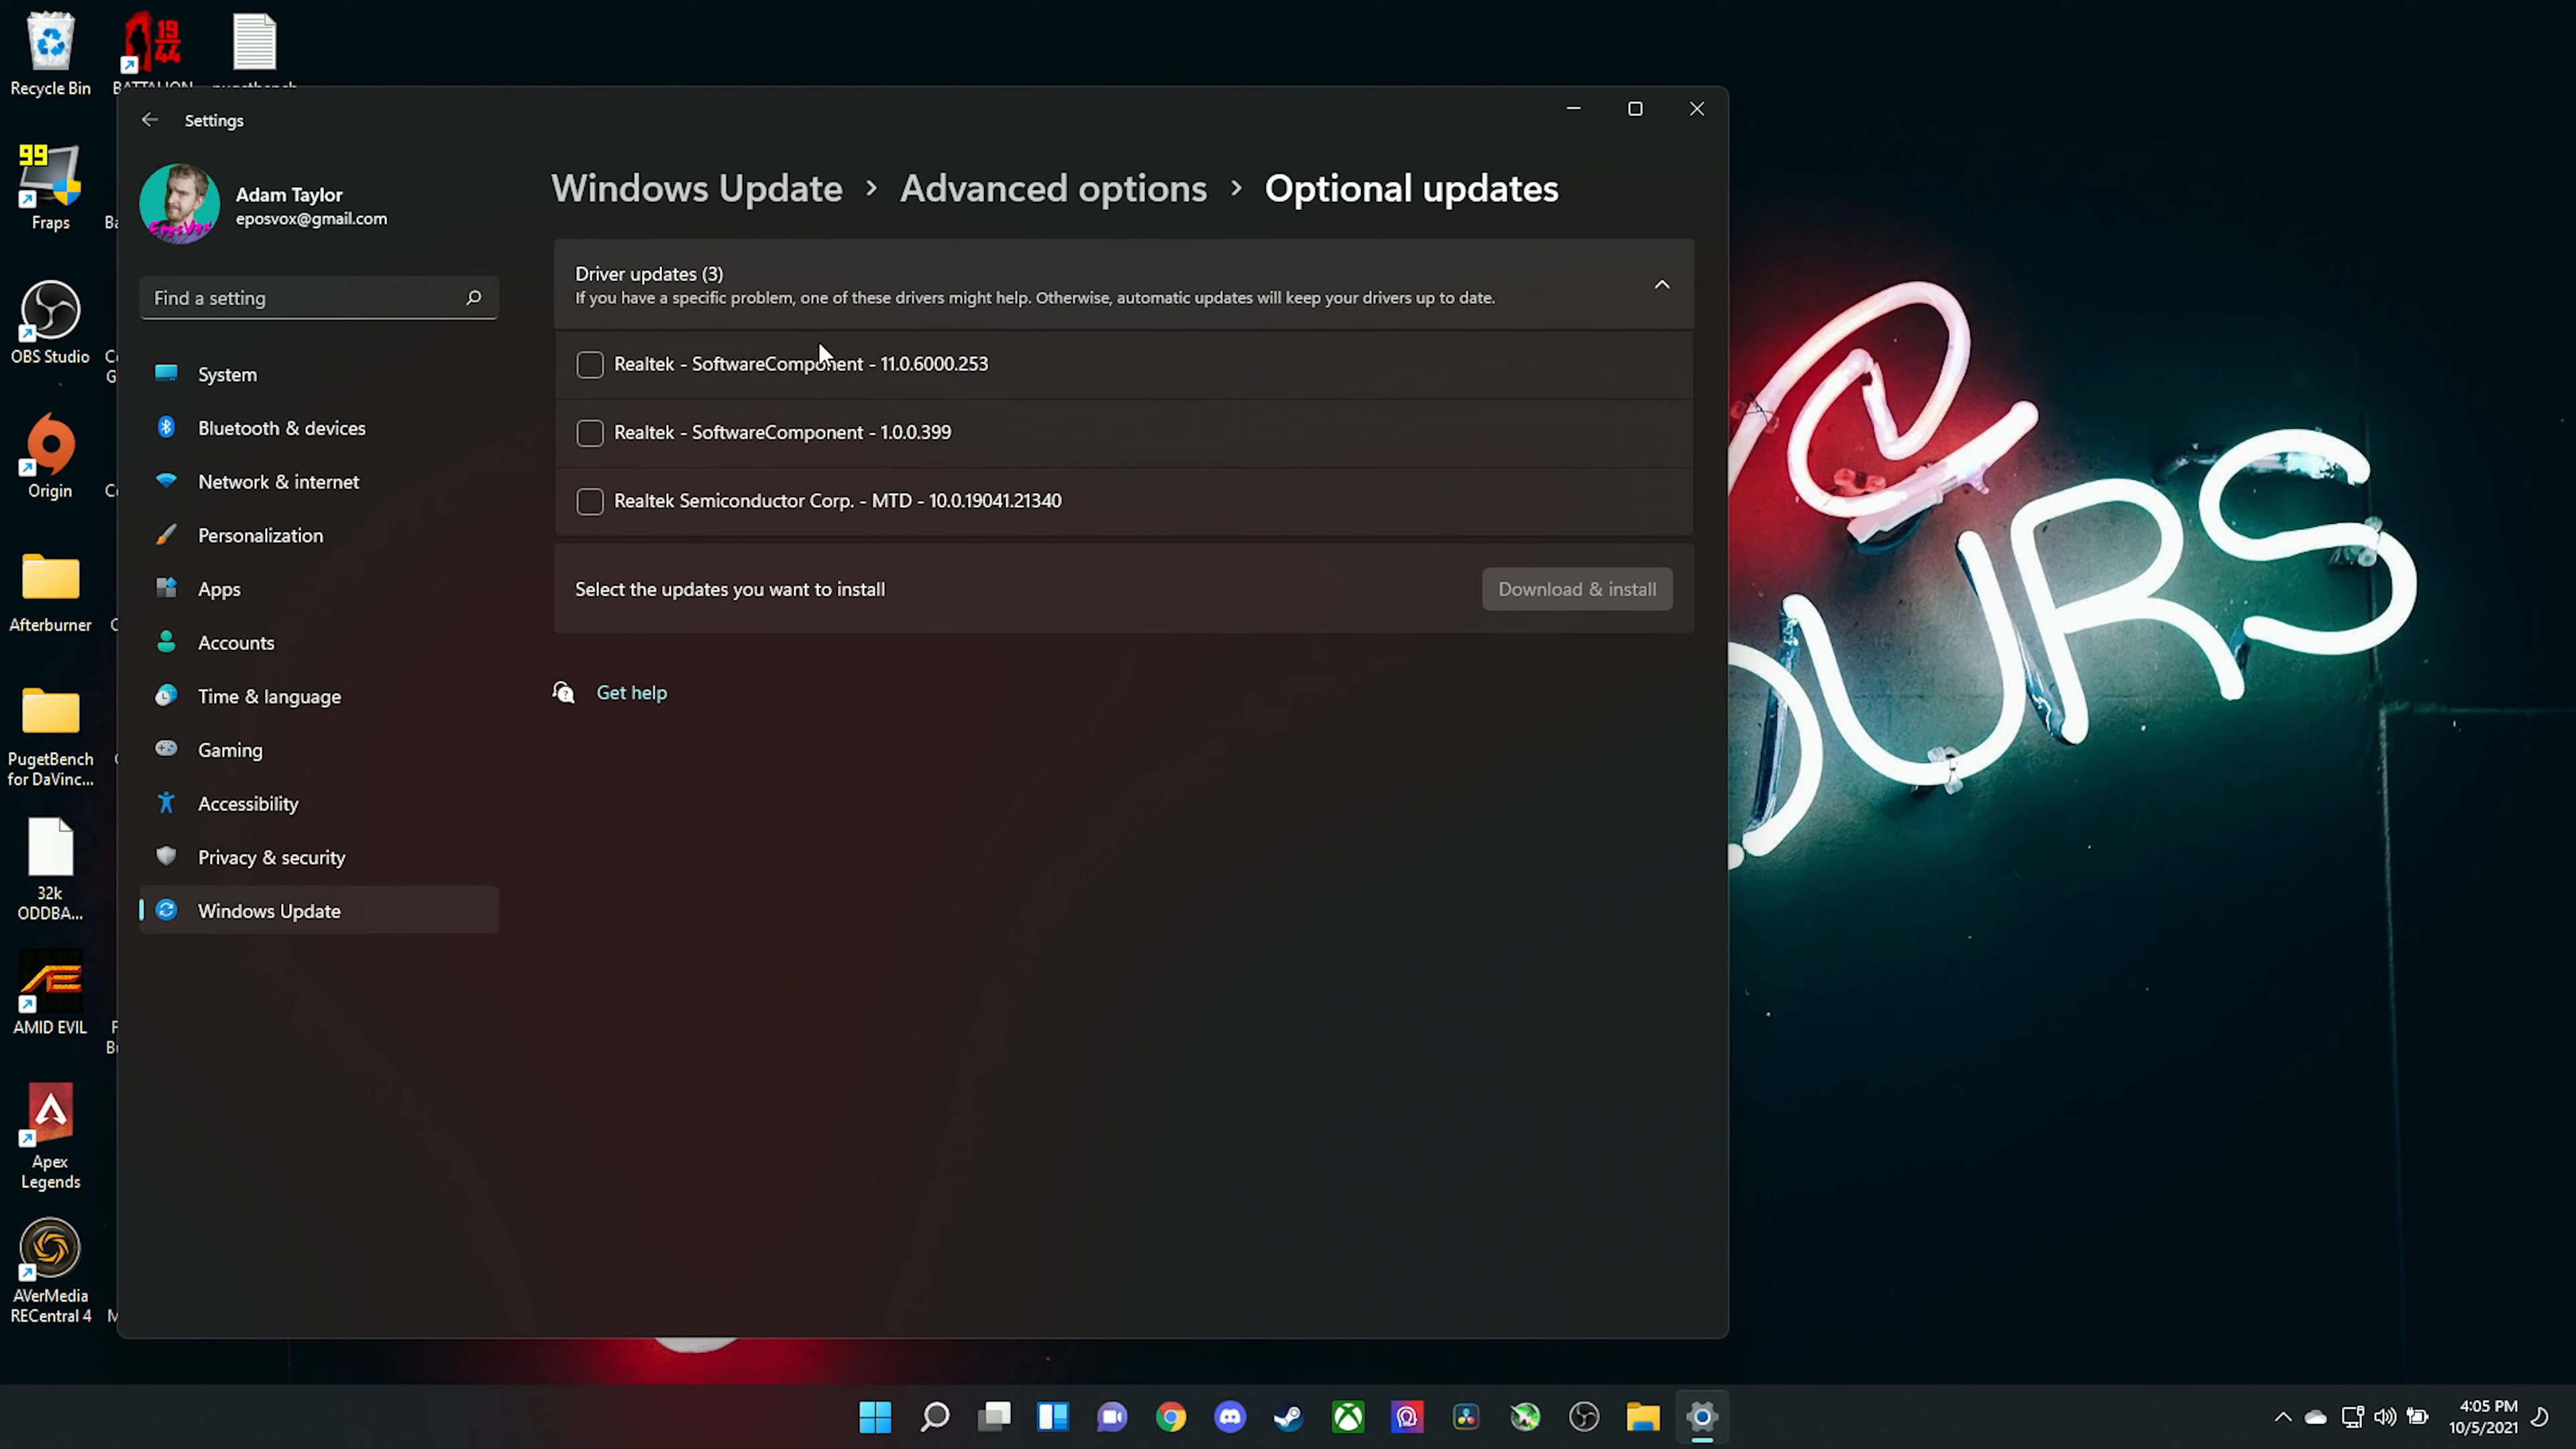 Recycle Bin
19
44
99
Fraps
OBS Studio
Origin
Afterburner
PugetBench
for DaVinc...
32k
ODDBA...
AMID EVIL
Apex
Legends
AVerMedia
RECentral 4
Settings
Adam Taylor
eposvox@gmail.com
EposVox
Find a setting
System
Bluetooth & devices
Network & internet
Personalization
Apps
Accounts
Time & language
Gaming
Accessibility
Privacy & security
Windows Update
Windows Update > Advanced options > Optional updates
Driver updates (3)
If you have a specific problem, one of these drivers might help. Otherwise, automatic updates will keep your drivers up to date.
Realtek - SoftwareComponent - 11.0.6000.253
Realtek - SoftwareComponent - 1.0.0.399
Realtek Semiconductor Corp. - MTD - 10.0.19041.21340
Select the updates you want to install
Download & install
Get help
URS
4:05 PM
10/5/2021